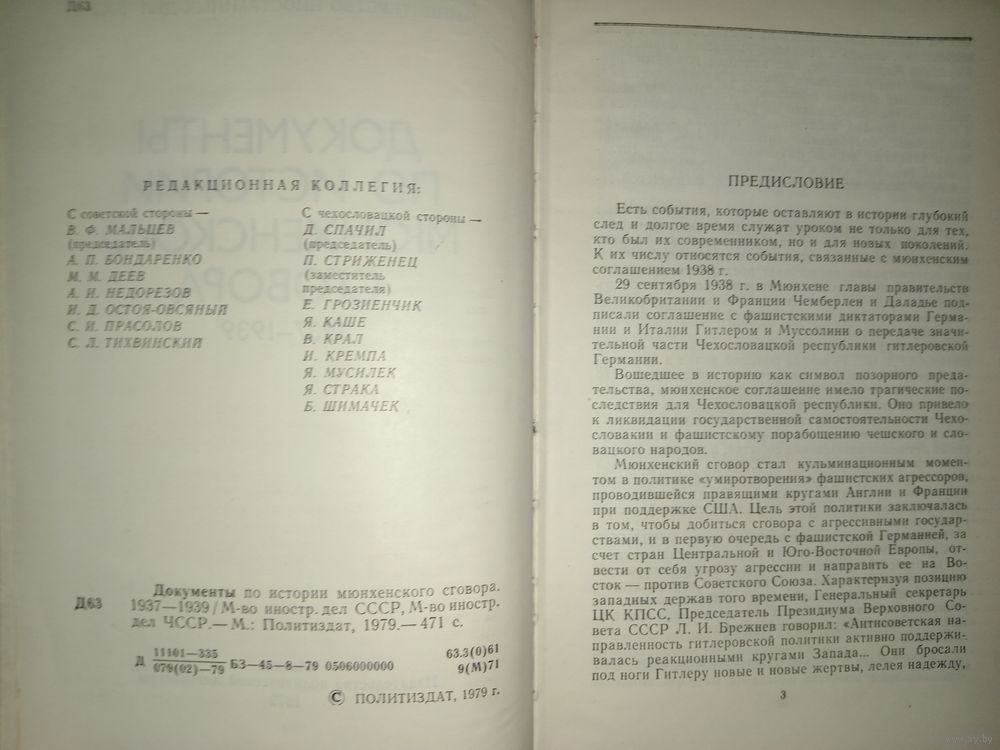 Д63
РЕДАКЦИОННАЯ КОЛЛЕГИЯ:
С советской стороны —
В. Ф. МАЛЬЦЕВ
(председатель)
А. П. БОНДАРЕНКО
М. М. ДЕЕВ
А. И. НЕДОРЕЗОВ
И. Д. ОСТОЯ-ОВСЯНЫЙ
С. И. ПРАСОЛОВ
С. Л. ТИХВИНСКИЙ
С чехословацкой стороны —
Д. СПАЧИЛ
(председатель)
П. СТРИЖЕНЕЦ
(заместитель
председателя)
Е. ГРОЗИЕНЧИК
Я. КАШЕ
В. КРАЛ
И. КРЕМПА
Я. МУСИЛЕК
Я. СТРАКА
Б. ШИМАЧЕК
Документы по истории мюнхенского сговора.
Д63 1937—1939 / М-во иностр. дел СССР, М-во иностр.
дел ЧССР.— М.: Политиздат, 1979.— 471 с.
Д 11101—335
079(02)—79 БЗ—45—8—79 0506000000
63.3(0)61
9(М)71
© ПОЛИТИЗДАТ, 1979 г.
ПРЕДИСЛОВИЕ
Есть события, которые оставляют в истории глубокий
след и долгое время служат уроком не только для тех,
кто был их современником, но и для новых поколений.
К их числу относятся события, связанные с мюнхенским
соглашением 1938 г.
29 сентября 1938 г. в Мюнхене главы правительств
Великобритании и Франции Чемберлен и Даладье под-
писали соглашение с фашистскими диктаторами Герма-
нии и Италии Гитлером и Муссолини о передаче значи-
тельной части Чехословацкой республики гитлеровской
Германии.
Вошедшее в историю как символ позорного преда-
тельства, мюнхенское соглашение имело трагические по-
следствия для Чехословацкой республики. Оно привело
к ликвидации государственной самостоятельности Чехо-
словакии и фашистскому порабощению чешского и сло-
вацкого народов.
Мюнхенский сговор стал кульминационным момен-
том в политике «умиротворения» фашистских агрессоров,
проводившейся правящими кругами Англии и Франции
при поддержке США. Цель этой политики заключалась
в том, чтобы добиться сговора с агрессивными государ-
ствами, и в первую очередь с фашистской Германией, за
счет стран Центральной и Юго-Восточной Европы, от-
вести от себя угрозу агрессии и направить ее на Во-
сток — против Советского Союза. Характеризуя позицию
западных держав того времени, Генеральный секретарь
ЦК КПСС, Председатель Президиума Верховного Со-
вета СССР Л. И. Брежнев говорил: «Антисоветская на-
правленность гитлеровской политики активно поддержи-
валась реакционными кругами Запада... Они бросали
под ноги Гитлеру новые и новые жертвы, лелея надежду,
3
www.ay.by